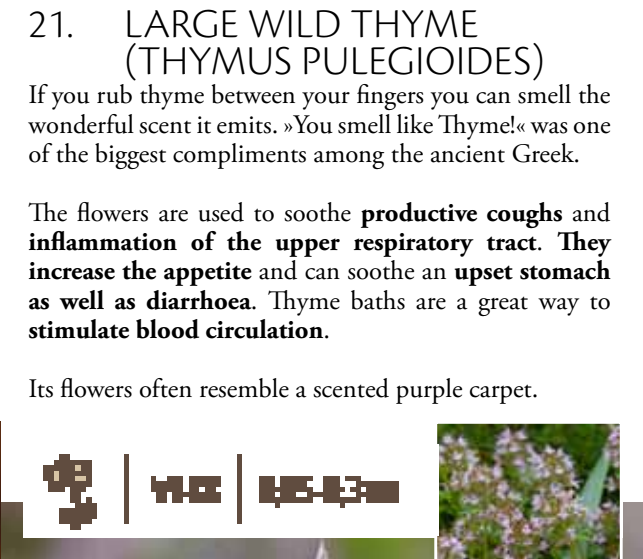 21. LARGE WILD THYME
(THYMUS PULEGIOIDES)
If you rub thyme between your fingers you can smell the
wonderful scent it emits. »You smell like Thyme!« was one
of the biggest compliments among the ancient Greek.
The flowers are used to soothe productive coughs and
inflammation of the upper respiratory tract. They
increase the appetite and can soothe an upset stomach
as well as diarrhoea. Thyme baths are a great way to
stimulate blood circulation.
Its flowers often resemble a scented purple carpet.